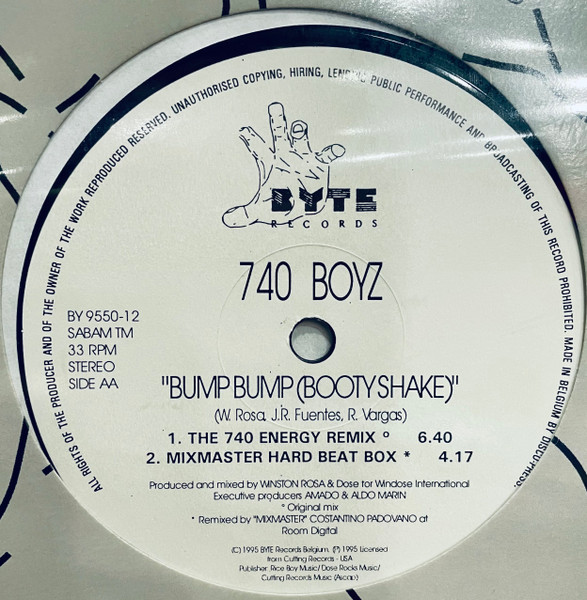 ALL RIGHTS OF THE PRODUCER AND OF THE OWNER OF THE WORK REPRODUCED RESERVED. UNAUTHORISED COPYING, HIRING, LENDING, PUBLIC PERFORMANCE AND BROADCASTING OF THIS RECORD PROHIBITED. MADE IN BELGIUM BY DISCO-PRESS.
BYTE
RECORDS
740 BOYZ
BY 9550-12
SABAM TM
33 RPM
STEREO
SIDE AA
"BUMP BUMP (BOOTY SHAKE)"
(W. Rosa, J.R. Fuentes, R. Vargas)
1. THE 740 ENERGY REMIX ° 6.40
2. MIXMASTER HARD BEAT BOX * 4.17
Produced and mixed by WINSTON ROSA & Dose for Windose International
Executive producers AMADO & ALDO MARIN
° Original mix
* Remixed by "MIXMASTER" COSTANTINO PADOVANO at
Room Digital
(C) 1995 BYTE Records Belgium. (P) 1995 Licensed
from Cutting Records - USA
Publisher: Rice Boy Music/ Dose Rocks Music/
Cutting Records Music (Ascap)